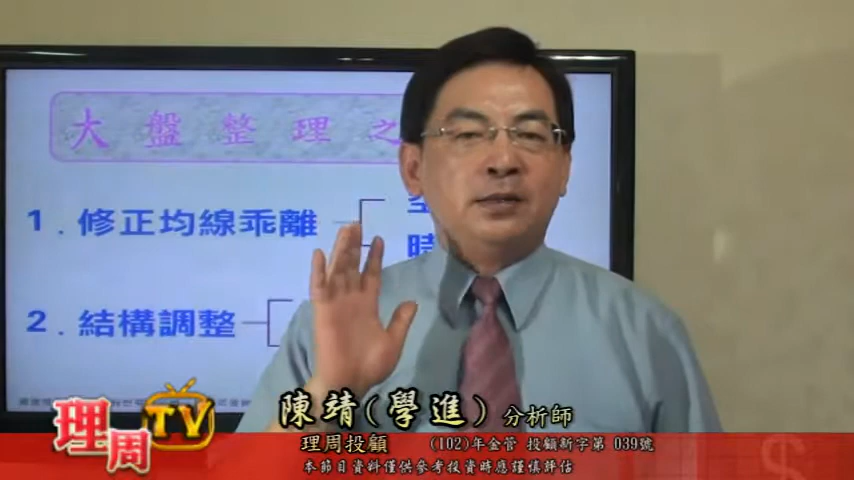 大盤整理之
1. 修正均線乖離
時
2. 結構調整
理周TV
陳靖(學進) 分析師
理周投顧 (102)年金管 投顧新字第 039號
本節目資料僅供參考投資時應謹慎評估